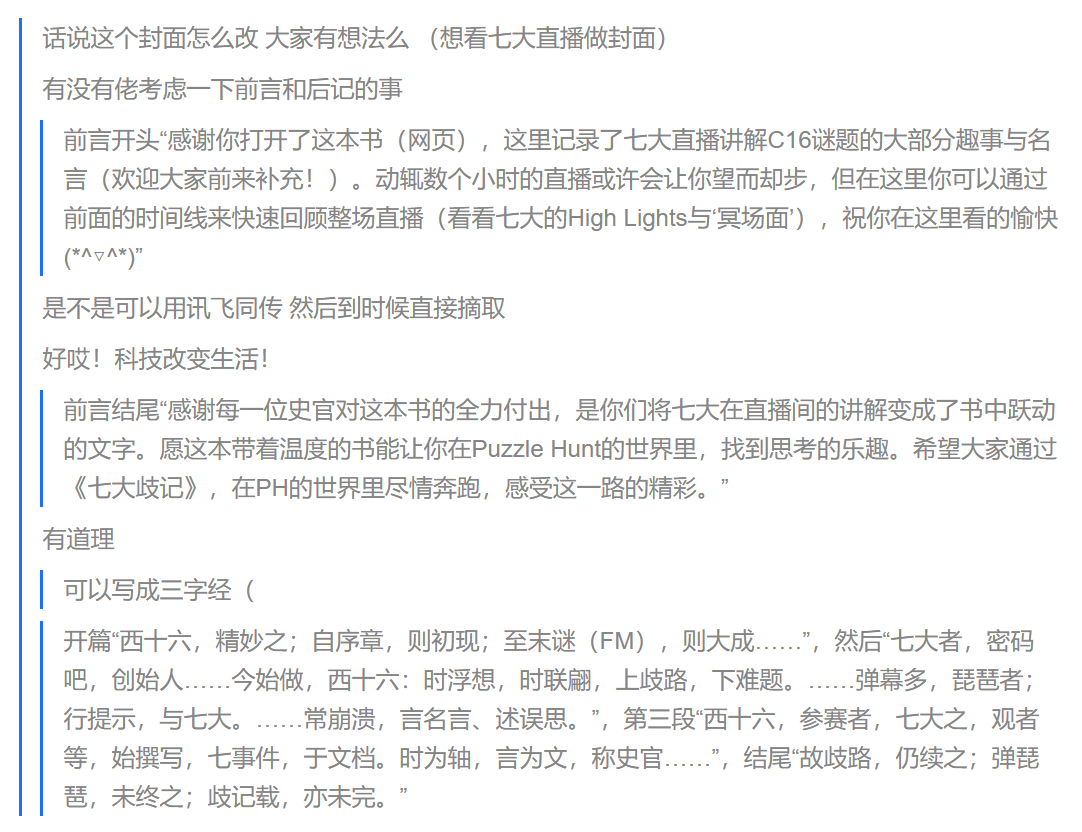 话说这个封面怎么改 大家有想法么 （想看七大直播做封面）
有没有佬考虑一下前言和后记的事
前言开头“感谢你打开了这本书（网页），这里记录了七大直播讲解C16谜题的大部分趣事与名
言（欢迎大家前来补充！）。动辄数个小时的直播或许会让你望而却步，但在这里你可以通过
前面的时间线来快速回顾整场直播（看看七大的High Lights与‘冥场面’），祝你在这里看的愉快
(*^▽^*)”
是不是可以用讯飞同传 然后到时候直接摘取
好哎！科技改变生活！
前言结尾“感谢每一位史官对这本书的全力付出，是你们将七大在直播间的讲解变成了书中跃动
的文字。愿这本带着温度的书能让你在Puzzle Hunt的世界里，找到思考的乐趣。希望大家通过
《七大歧记》，在PH的世界里尽情奔跑，感受这一路的精彩。”
有道理
可以写成三字经（
开篇“西十六，精妙之；自序章，则初现；至末谜（FM），则大成……”，然后“七大者，密码
吧，创始人……今始做，西十六：时浮想，时联翩，上歧路，下难题。……弹幕多，琵琶者；
行提示，与七大。……常崩溃，言名言、述误思。”，第三段“西十六，参赛者，七大之，观者
等，始撰写，七事件，于文档。时为轴，言为文，称史官……”，结尾“故歧路，仍续之；弹琵
琶，未终之；歧记载，亦未完。”